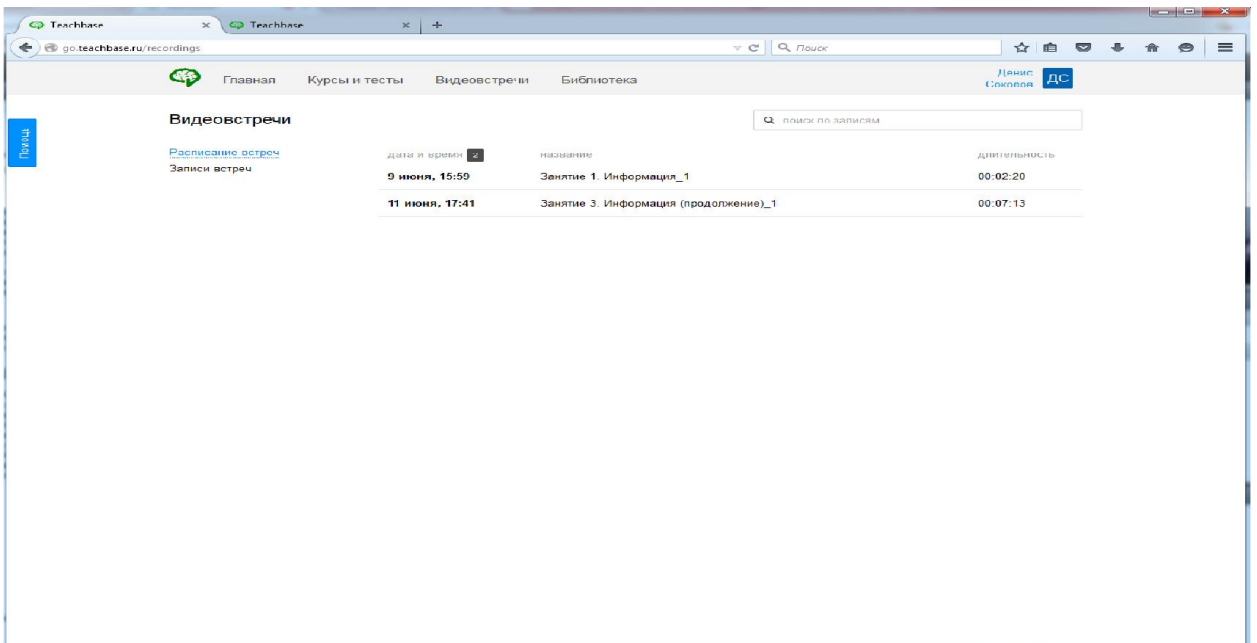 Teachbase
Teachbase
go.teachbase.ru/recordings
Поиск
Главная Курсы и тесты Видеовстречи Библиотека
Денис
Соколов
ДС
Помощь
Видеовстречи
поиск по записям
Расписание встреч
Записи встреч
дата и время 2 название длительность
9 июня, 15:59 Занятие 1. Информация_1 00:02:20
11 июня, 17:41 Занятие 3. Информация (продолжение)_1 00:07:13